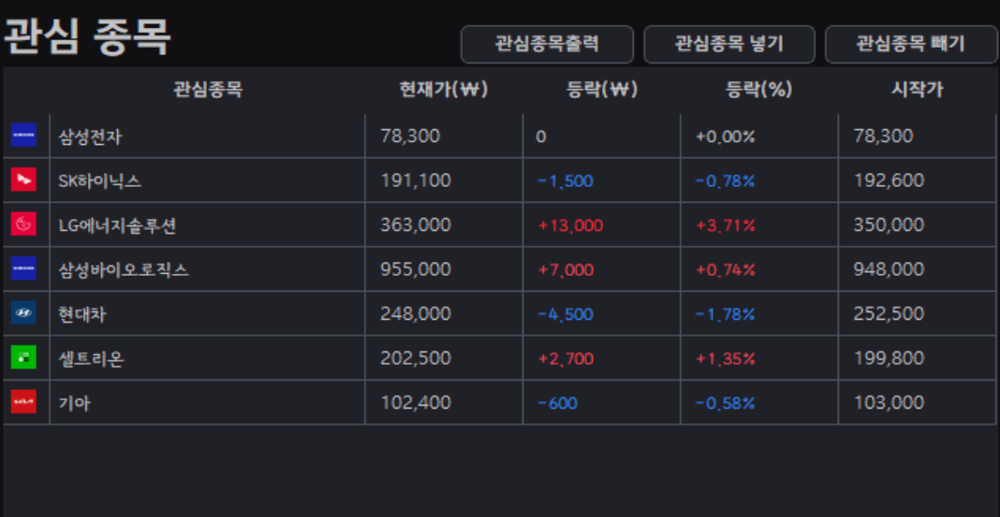 관심 종목
관심종목출력 관심종목 넣기 관심종목 빼기
관심종목 현재가(₩) 등락(₩) 등락(%) 시작가
삼성전자 78,300 0 +0.00% 78,300
SK하이닉스 191,100 -1,500 -0.78% 192,600
LG에너지솔루션 363,000 +13,000 +3.71% 350,000
삼성바이오로직스 955,000 +7,000 +0.74% 948,000
현대차 248,000 -4,500 -1.78% 252,500
셀트리온 202,500 +2,700 +1.35% 199,800
기아 102,400 -600 -0.58% 103,000